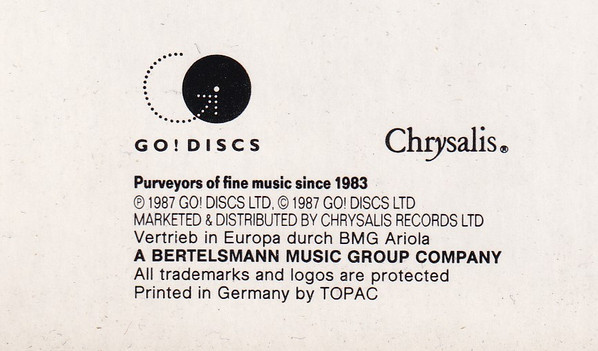 GO! DISCS
Chrysalis®
Purveyors of fine music since 1983
℗ 1987 GO! DISCS LTD, © 1987 GO! DISCS LTD
MARKETED & DISTRIBUTED BY CHRYSALIS RECORDS LTD
Vertrieb in Europa durch BMG Ariola
A BERTELSMANN MUSIC GROUP COMPANY
All trademarks and logos are protected
Printed in Germany by TOPAC